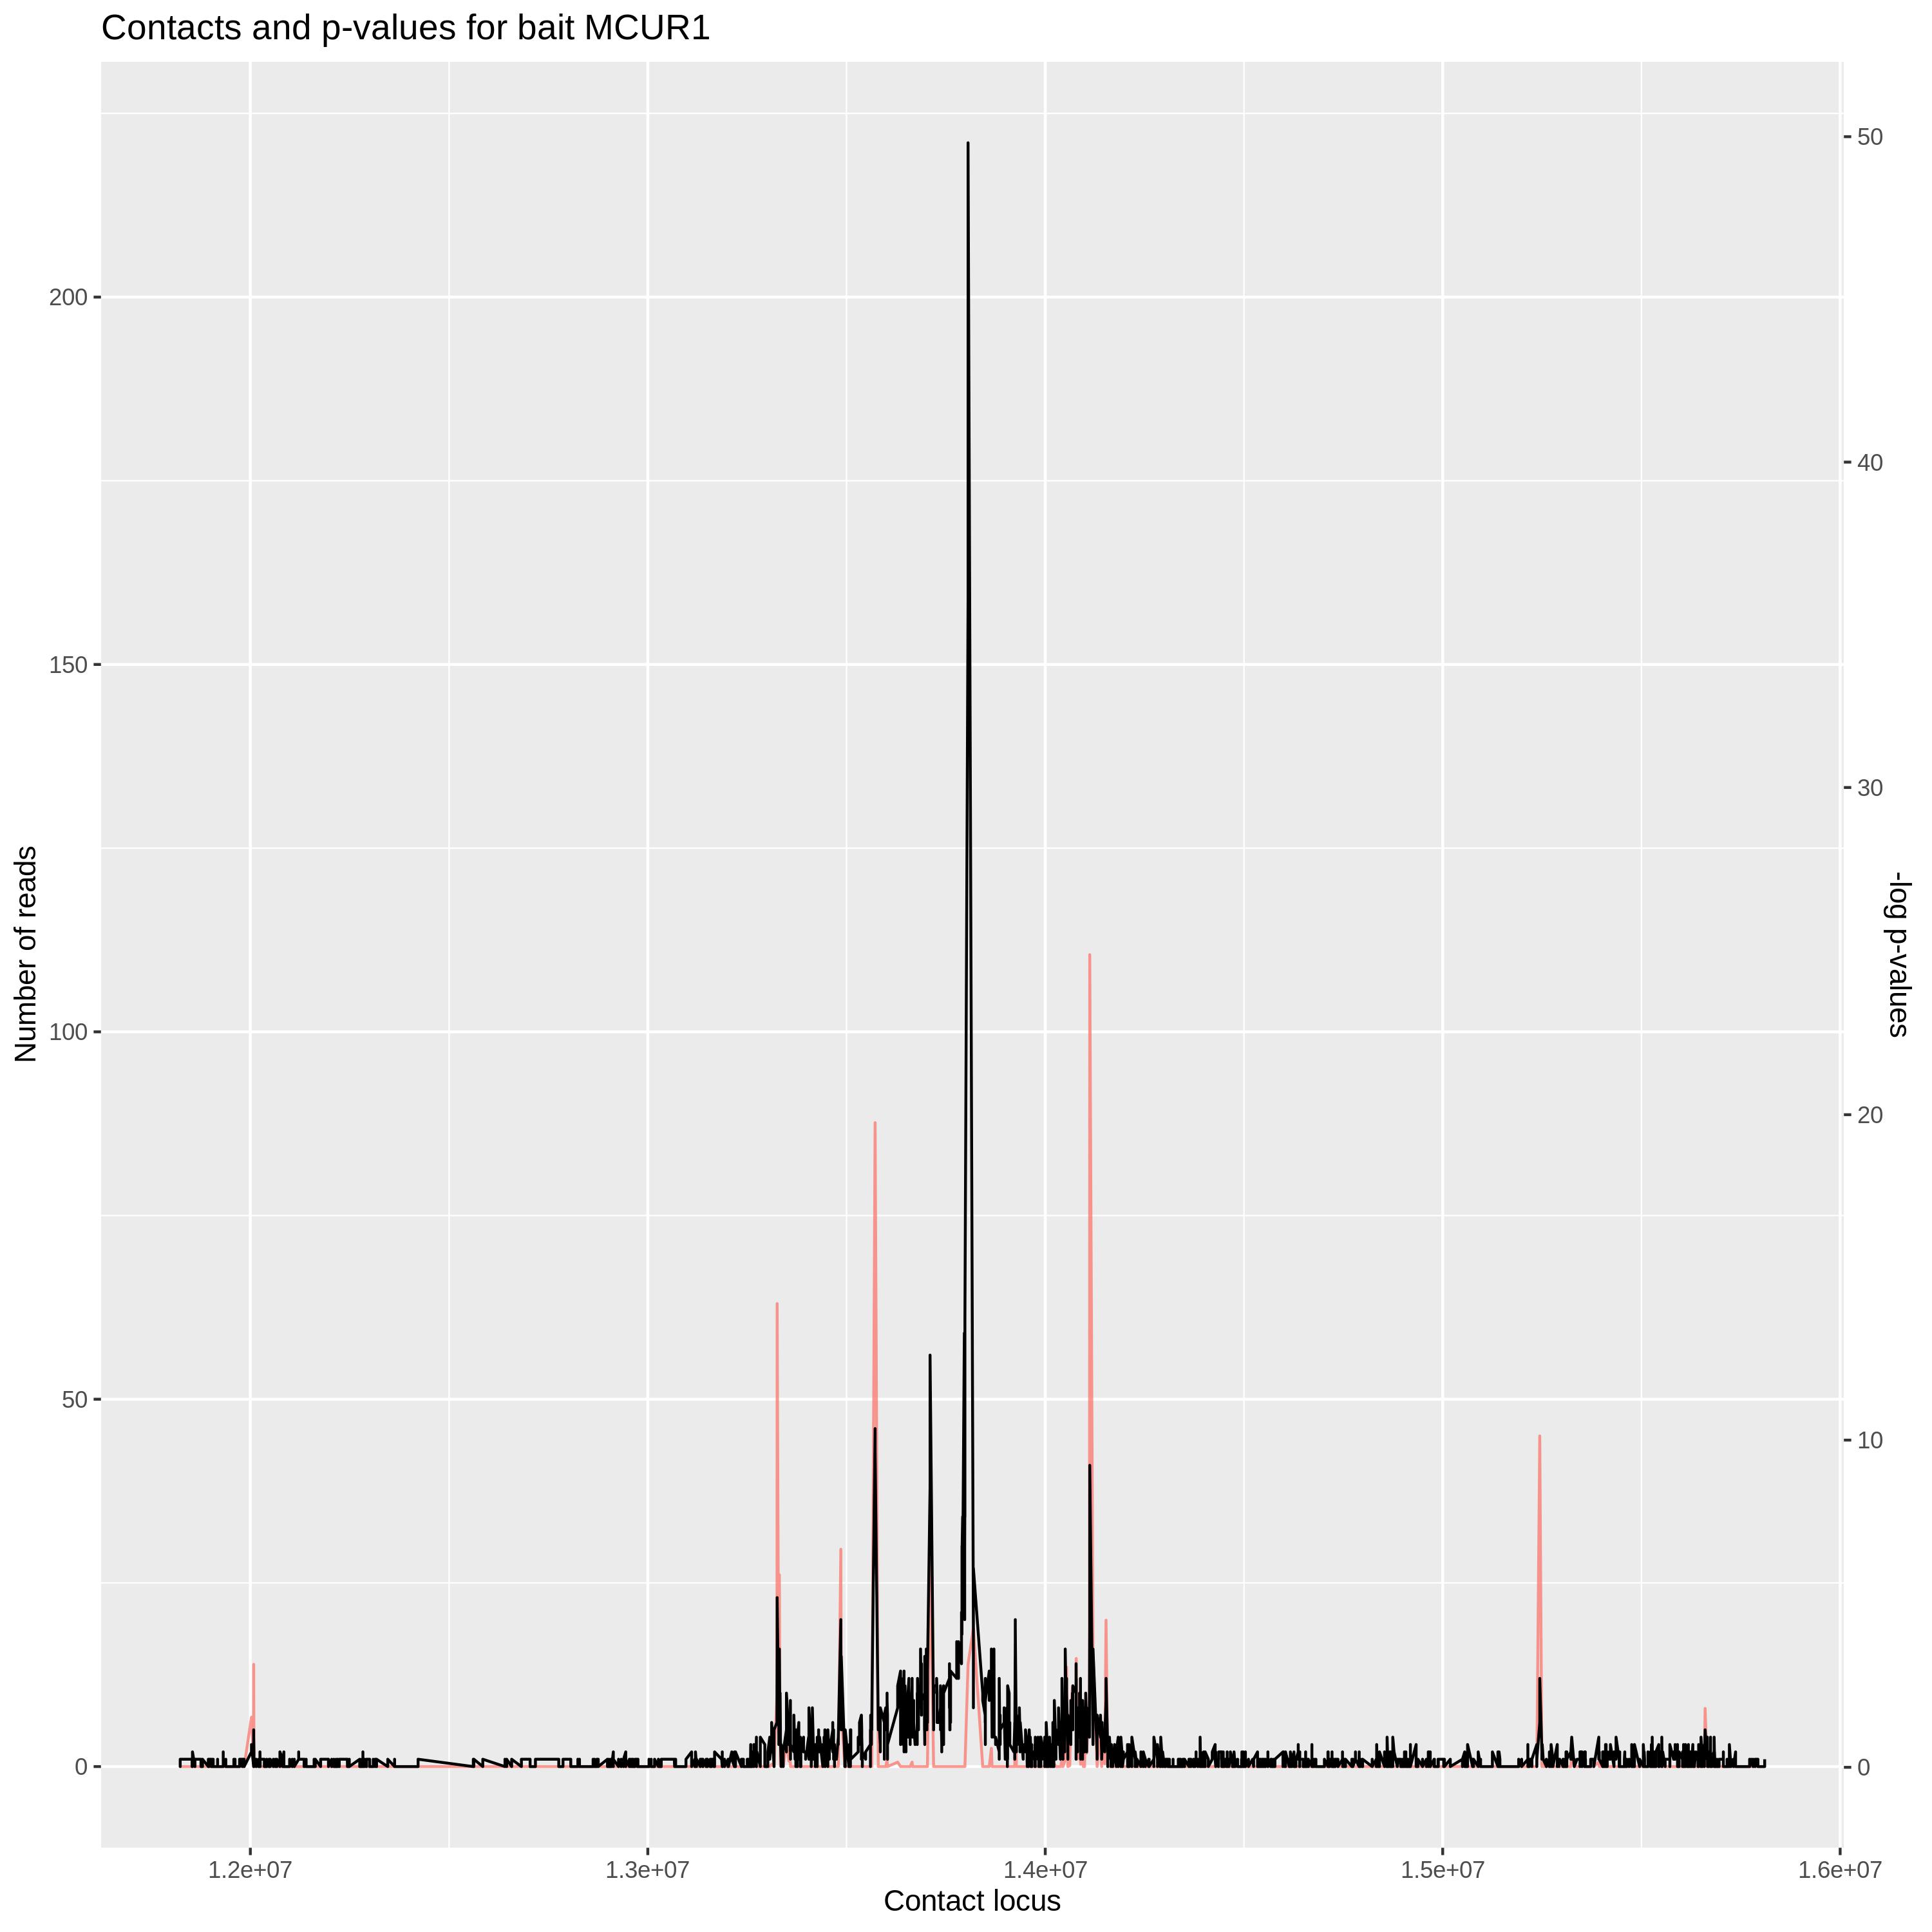 Contacts and p-values for bait MCUR1
Number of reads
200
150
100
50
0
50
40
30
20
10
0
-log p-values
1.2e+07
1.3e+07
1.4e+07
1.5e+07
1.6e+07
Contact locus